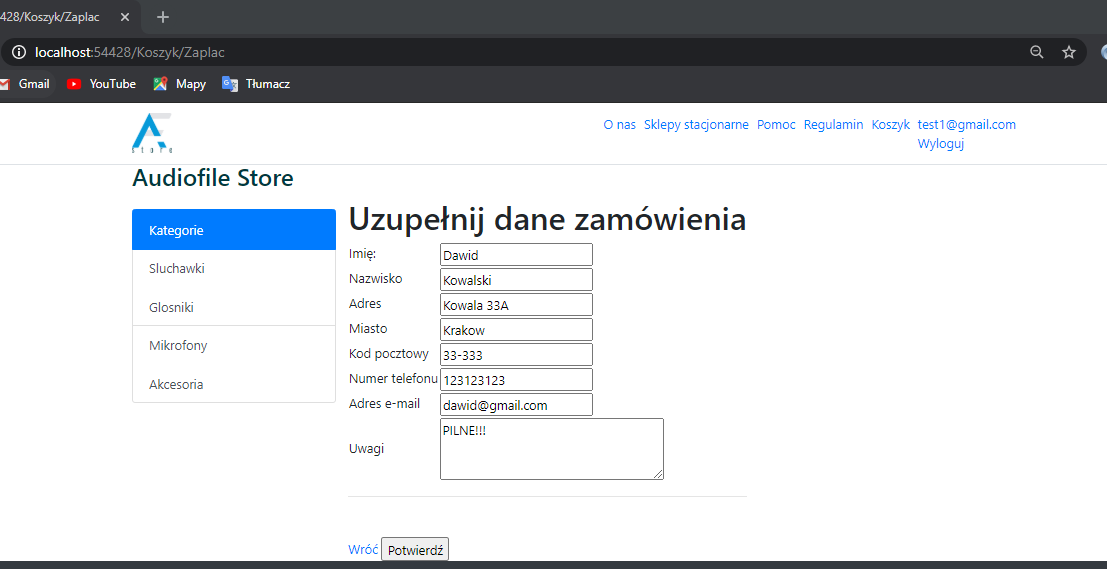 428/Koszyk/Zaplac
localhost:54428/Koszyk/Zaplac
Gmail YouTube Mapy Tłumacz
O nas Sklepy stacjonarne Pomoc Regulamin Koszyk test1@gmail.com
Wyloguj
Store
Audiofile Store
Kategorie
Sluchawki
Glosniki
Mikrofony
Akcesoria
Uzupełnij dane zamówienia
Imię: Dawid
Nazwisko Kowalski
Adres Kowala 33A
Miasto Krakow
Kod pocztowy 33-333
Numer telefonu 123123123
Adres e-mail dawid@gmail.com
Uwagi PILNE!!!
Wróć Potwierdź